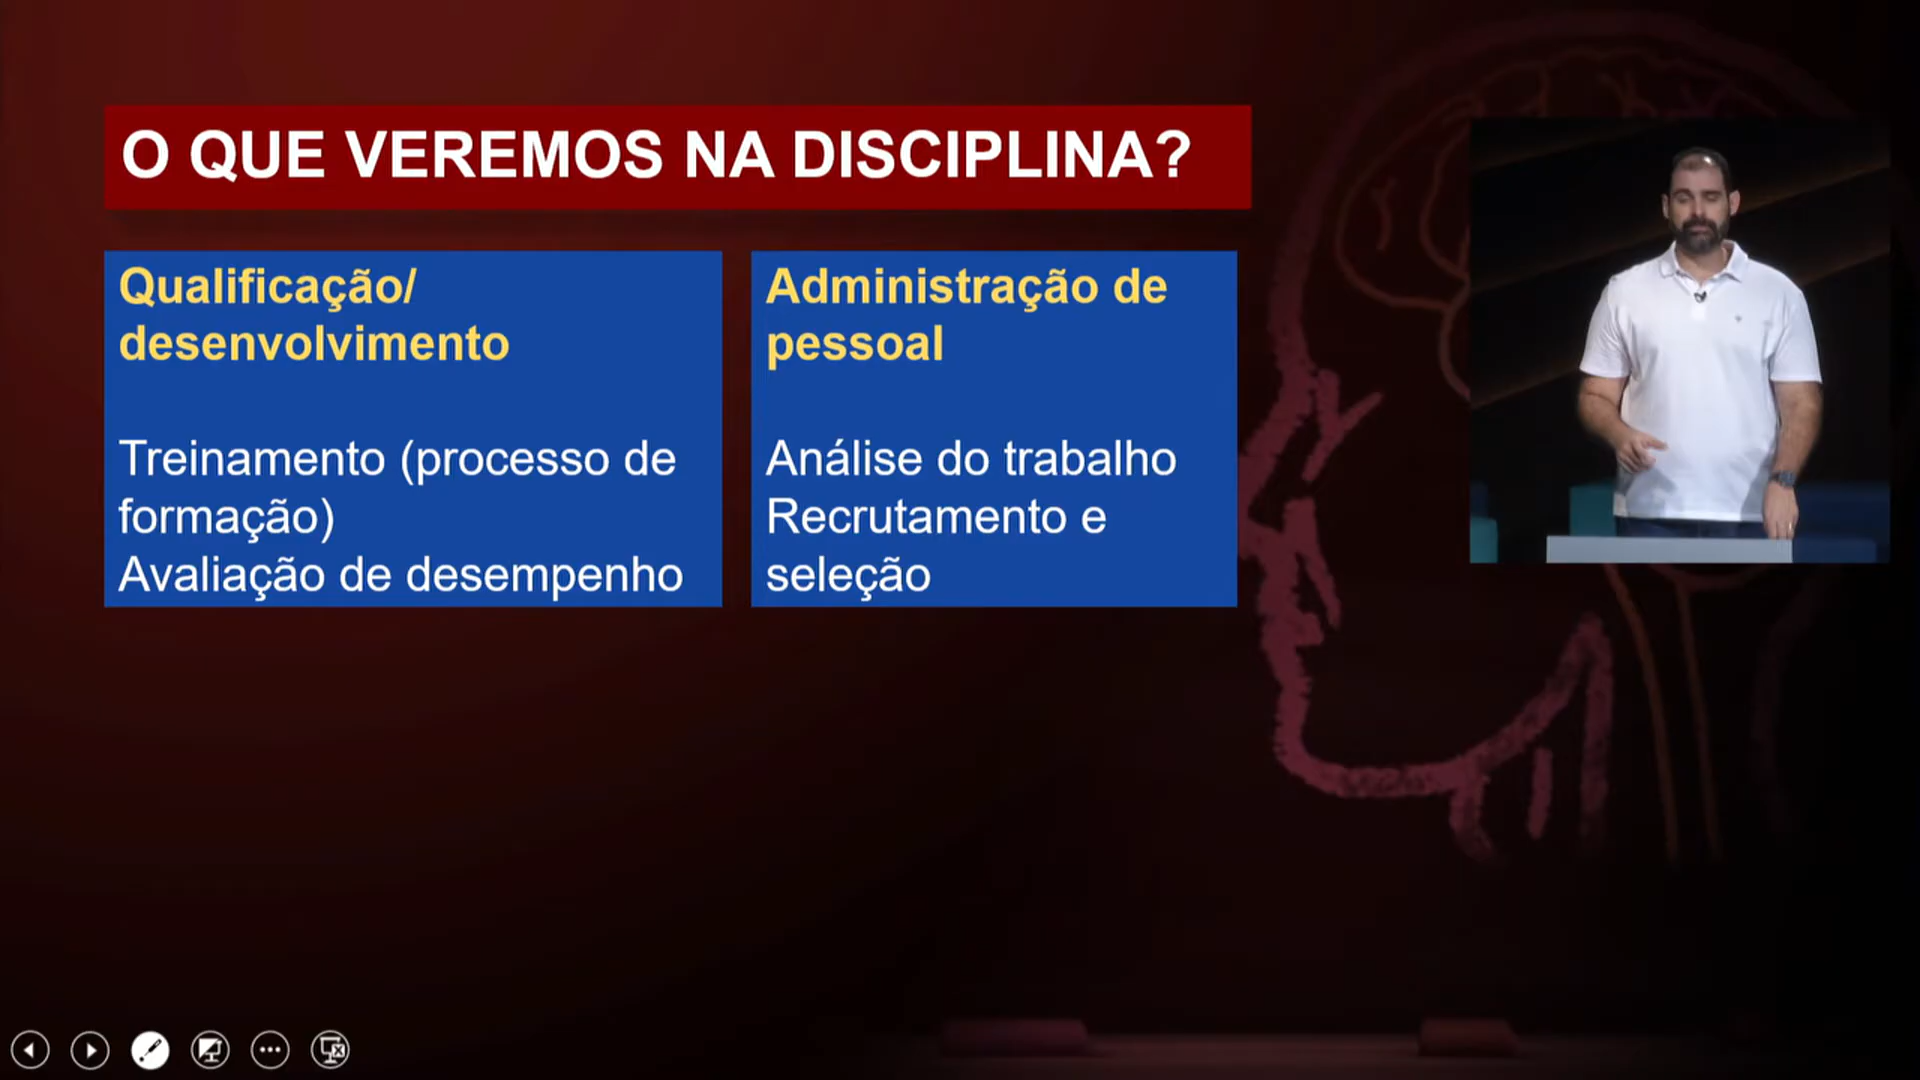 O QUE VEREMOS NA DISCIPLINA?
Qualificação/
desenvolvimento
Treinamento (processo de
formação)
Avaliação de desempenho
Administração de
pessoal
Análise do trabalho
Recrutamento e
seleção